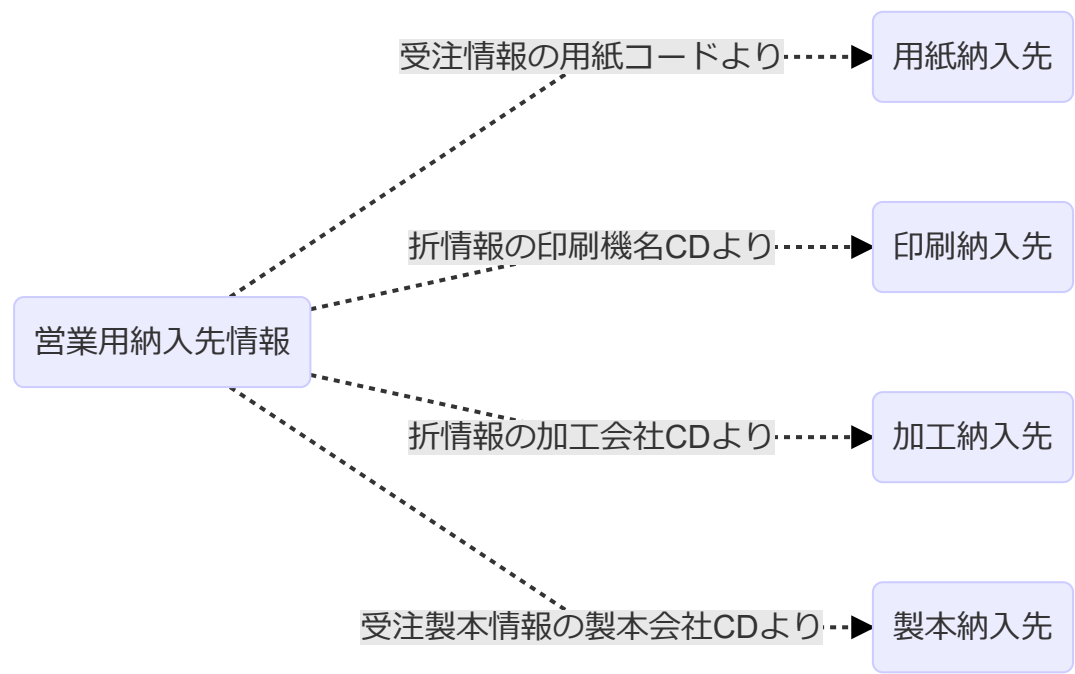 受注情報の用紙コードより
用紙納入先
折情報の印刷機名CDより
印刷納入先
営業用納入先情報
折情報の加工会社CDより
加工納入先
受注製本情報の製本会社CDより
製本納入先